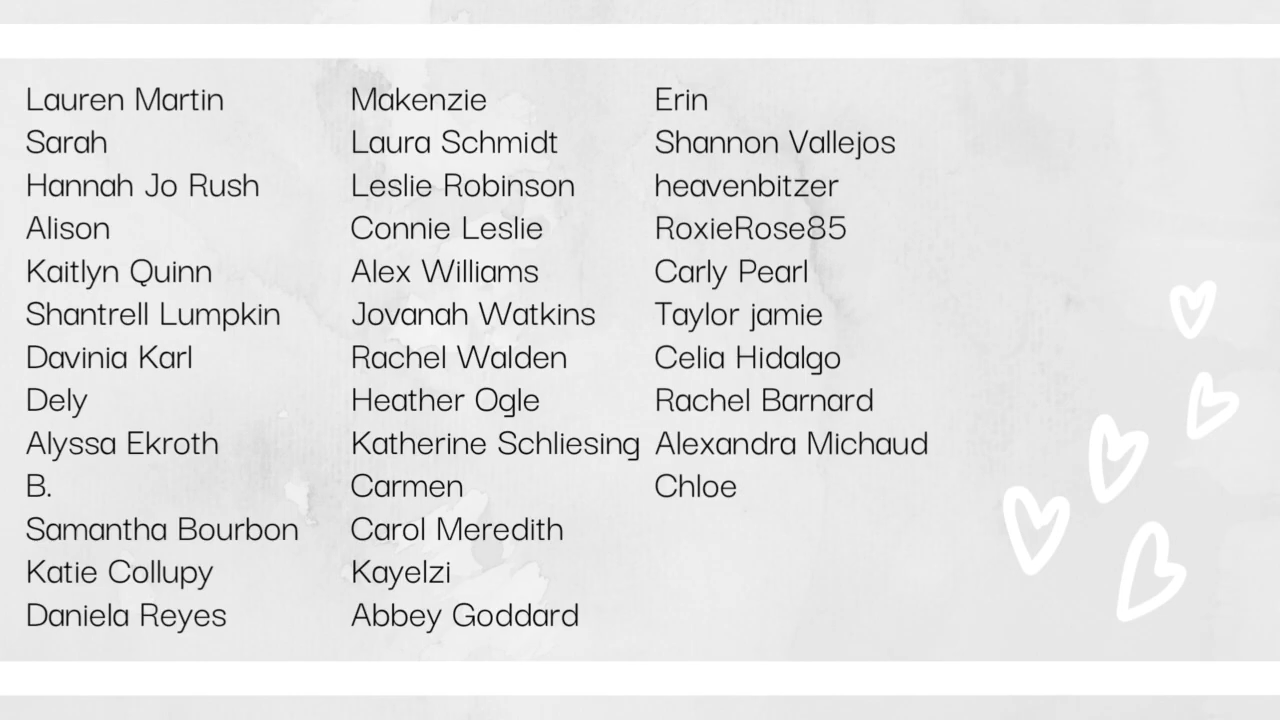 Lauren Martin
Sarah
Hannah Jo Rush
Alison
Kaitlyn Quinn
Shantrell Lumpkin
Davinia Karl
Dely
Alyssa Ekroth
B.
Samantha Bourbon
Katie Collupy
Daniela Reyes
Makenzie
Laura Schmidt
Leslie Robinson
Connie Leslie
Alex Williams
Jovanah Watkins
Rachel Walden
Heather Ogle
Katherine Schliesing
Carmen
Carol Meredith
Kayelzi
Abbey Goddard
Erin
Shannon Vallejos
heavenbitzer
RoxieRose85
Carly Pearl
Taylor jamie
Celia Hidalgo
Rachel Barnard
Alexandra Michaud
Chloe